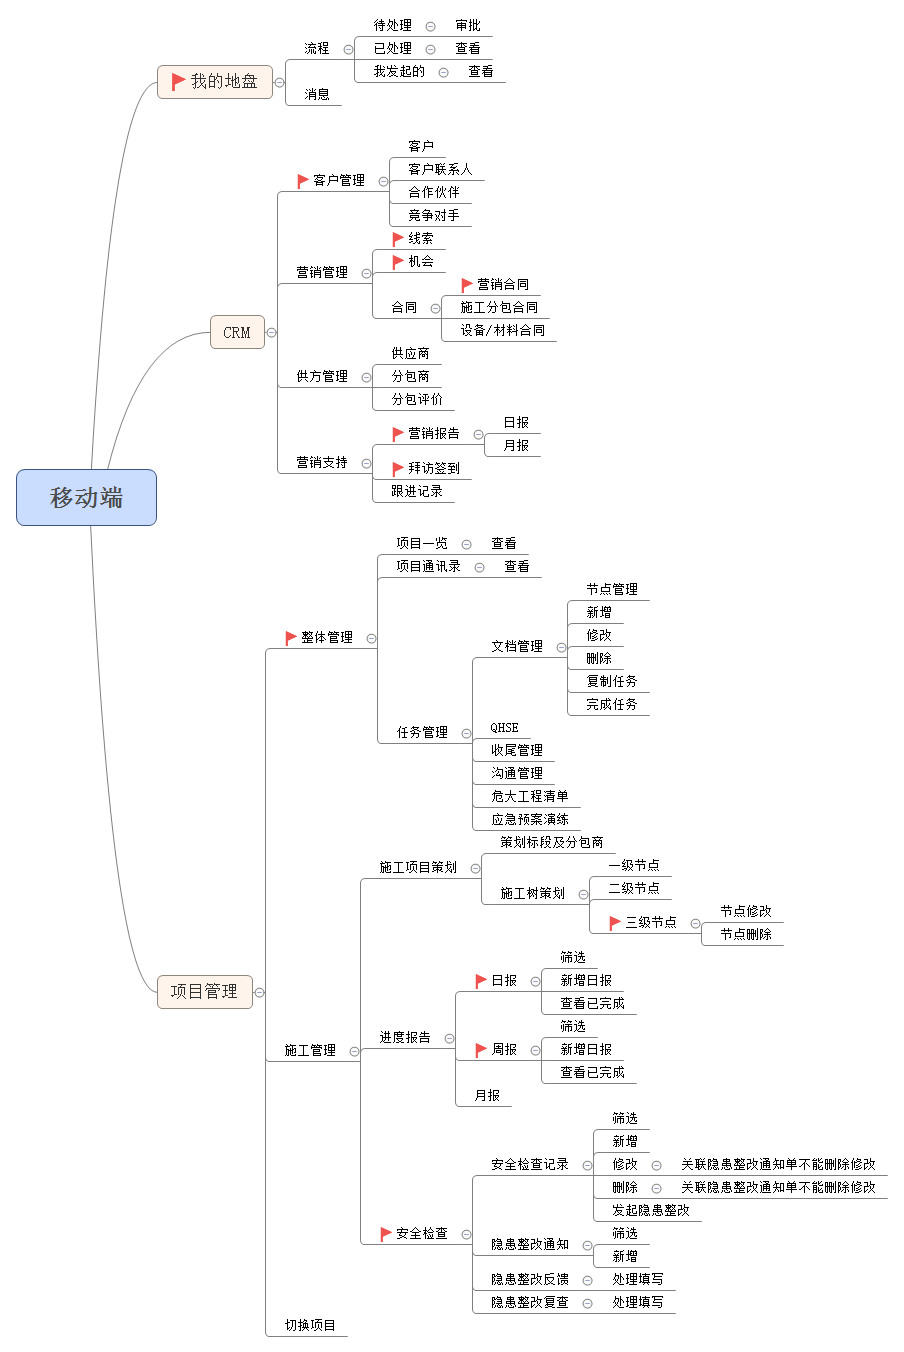 待处理
审批
流程
已处理
查看
我发起的
查看
我的地盘
消息
客户
客户管理
客户联系人
合作伙伴
竞争对手
线索
营销管理
机会
营销合同
合同
施工分包合同
设备/材料合同
CRM
供应商
供方管理
分包商
分包评价
日报
营销报告
月报
营销支持
拜访签到
跟进记录
移动端
项目一览
查看
项目通讯录
查看
整体管理
节点管理
新增
文档管理
修改
删除
复制任务
完成任务
任务管理
QHSE
收尾管理
沟通管理
危大工程清单
应急预案演练
策划标段及分包商
施工项目策划
一级节点
施工树策划
二级节点
三级节点
节点修改
节点删除
项目管理
筛选
日报
新增日报
查看已完成
进度报告
筛选
施工管理
周报
新增日报
查看已完成
月报
筛选
新增
安全检查记录
修改
关联隐患整改通知单不能删除修改
删除
关联隐患整改通知单不能删除修改
发起隐患整改
安全检查
隐患整改通知
筛选
新增
隐患整改反馈
处理填写
隐患整改复查
处理填写
切换项目